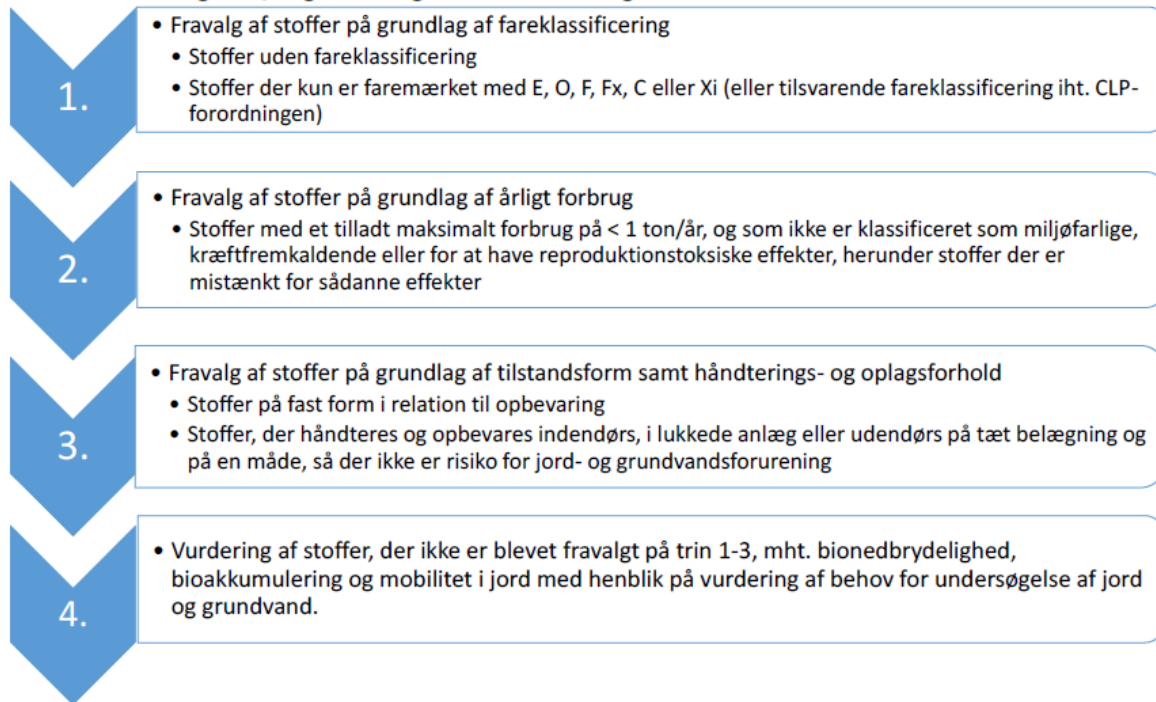 1.
• Fravalg af stoffer på grundlag af fareklassificering
• Stoffer uden fareklassificering
• Stoffer der kun er faremærket med E, O, F, Fx, C eller Xi (eller tilsvarende fareklassificering iht. CLP-
forordningen)
2.
• Fravalg af stoffer på grundlag af årligt forbrug
• Stoffer med et tilladt maksimalt forbrug på < 1 ton/år, og som ikke er klassificeret som miljøfarlige,
kræftfremkaldende eller for at have reproduktionstoksiske effekter, herunder stoffer der er
mistænkt for sådanne effekter
3.
• Fravalg af stoffer på grundlag af tilstandsform samt håndterings- og oplagsforhold
• Stoffer på fast form i relation til opbevaring
• Stoffer, der håndteres og opbevares indendørs, i lukkede anlæg eller udendørs på tæt belægning og
på en måde, så der ikke er risiko for jord- og grundvandsforurening
4.
• Vurdering af stoffer, der ikke er blevet fravalgt på trin 1-3, mht. bionedbrydelighed,
bioakkumulering og mobilitet i jord med henblik på vurdering af behov for undersøgelse af jord
og grundvand.